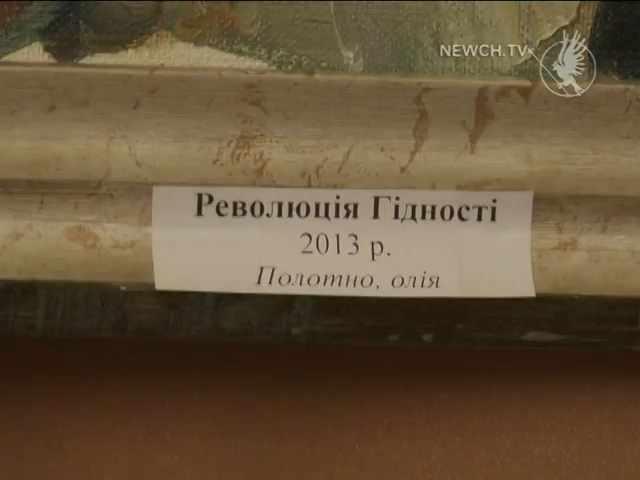 NEWCH.TV
Революція Гідності
2013 р.
Полотно, олія